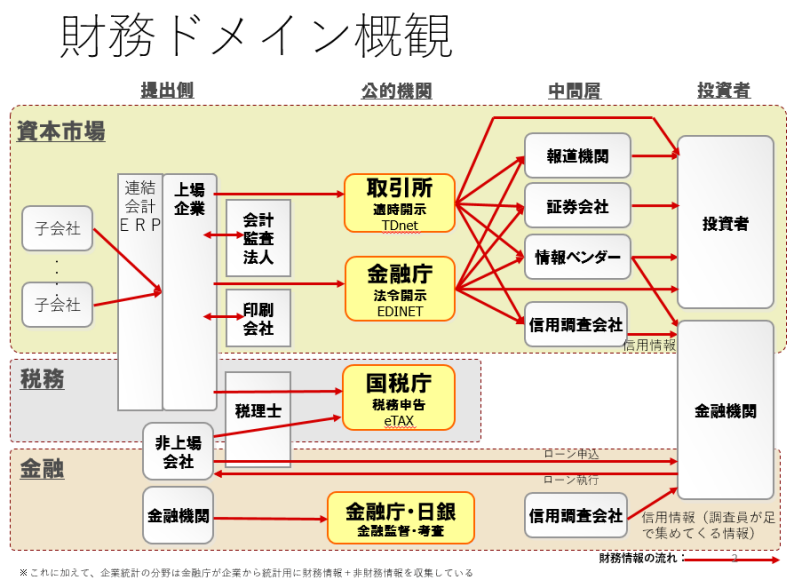 財務ドメイン概観
提出側
公的機関
中間層
投資者
資本市場
連結
会計
ＥＲＰ
上場
企業
子会社
：
：
子会社
会計
監査
法人
印刷
会社
取引所
適時開示
TDnet
金融庁
法令開示
EDINET
報道機関
証券会社
情報ベンダー
信用調査会社
信用情報
投資者
税務
税理士
国税庁
税務申告
eTAX
金融機関
非上場
会社
ローン申込
ローン執行
金融
金融機関
金融庁・日銀
金融監督・考査
信用調査会社
信用情報（調査員が足
で集めてくる情報）
財務情報の流れ：
2
※これに加えて、企業統計の分野は金融庁が企業から統計用に財務情報＋非財務情報を収集している